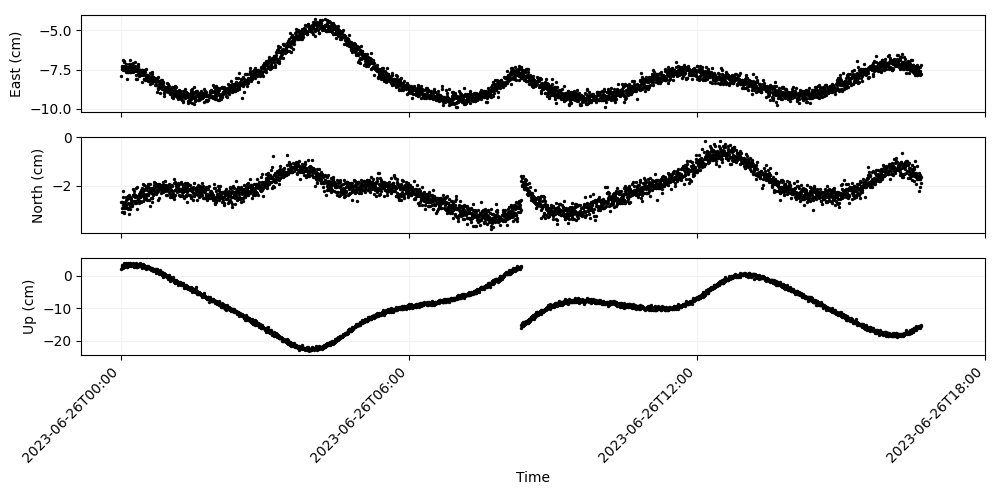 East (cm)
−5.0
−7.5
−10.0
North (cm)
0
−2
Up (cm)
0
−10
−20
2023-06-26T00:00
2023-06-26T06:00
2023-06-26T12:00
2023-06-26T18:00
Time